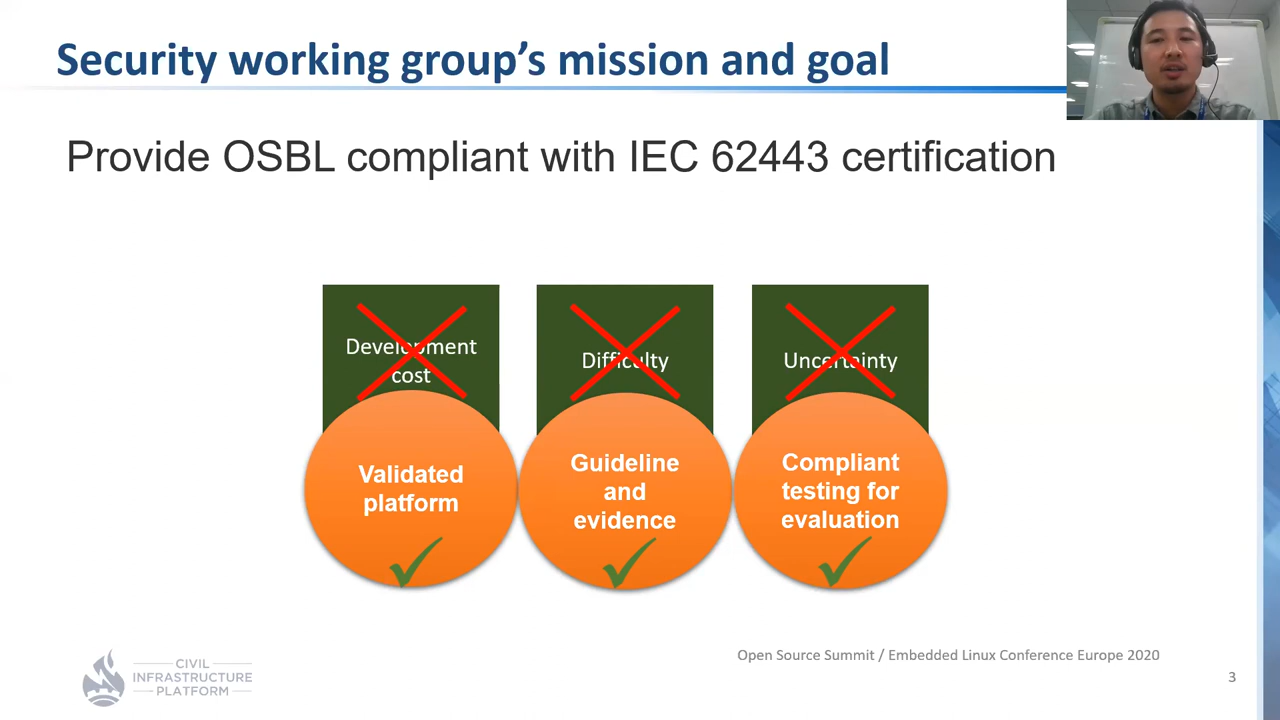 Security working group's mission and goal
Provide OSBL compliant with IEC 62443 certification
Development
cost
Validated
platform
Difficulty
Guideline
and
evidence
Uncertainty
Compliant
testing for
evaluation
CIVIL
INFRASTRUCTURE
PLATFORM
Open Source Summit / Embedded Linux Conference Europe 2020
3